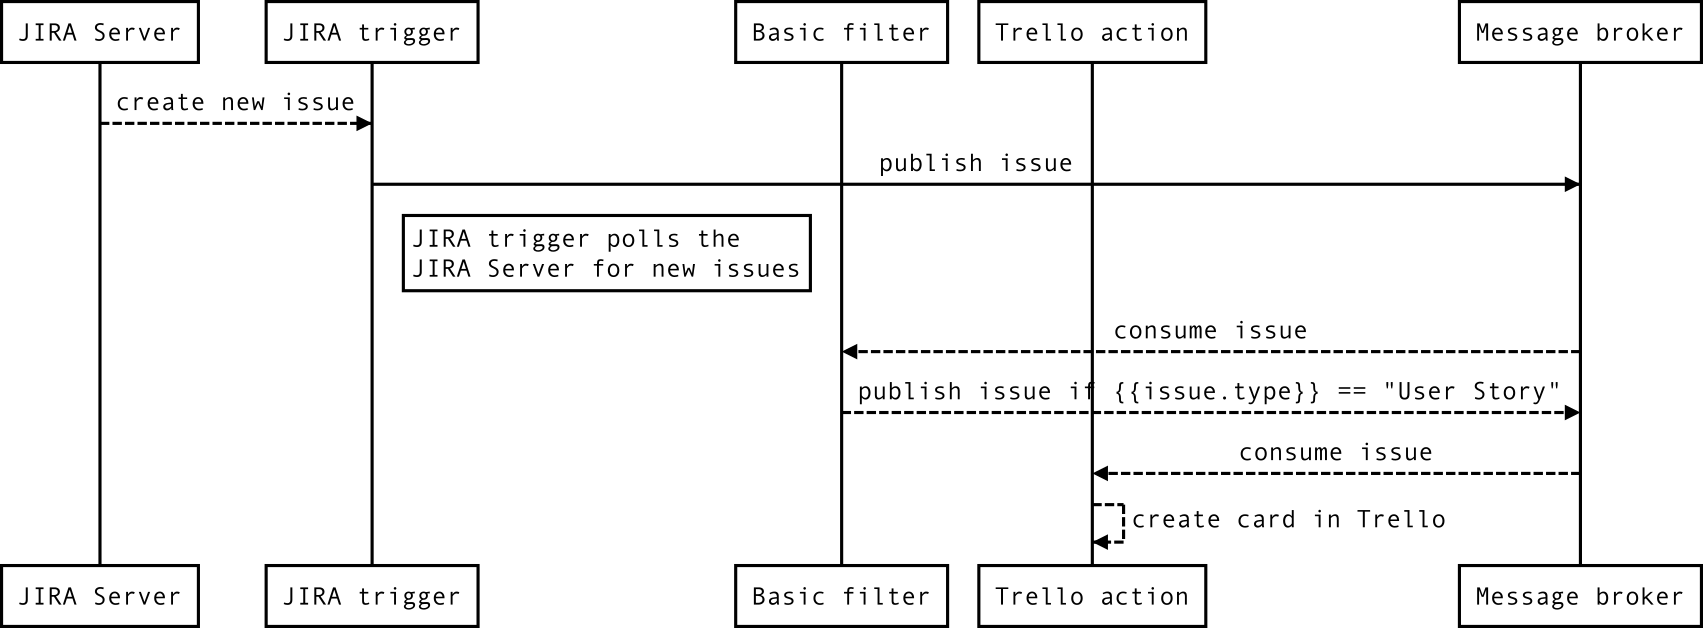 JIRA Server
JIRA trigger
Basic filter
Trello action
Message broker
create new issue
publish issue
JIRA trigger polls the
JIRA Server for new issues
consume issue
publish issue if {{issue.type}} == "User Story"
consume issue
create card in Trello
JIRA Server
JIRA trigger
Basic filter
Trello action
Message broker